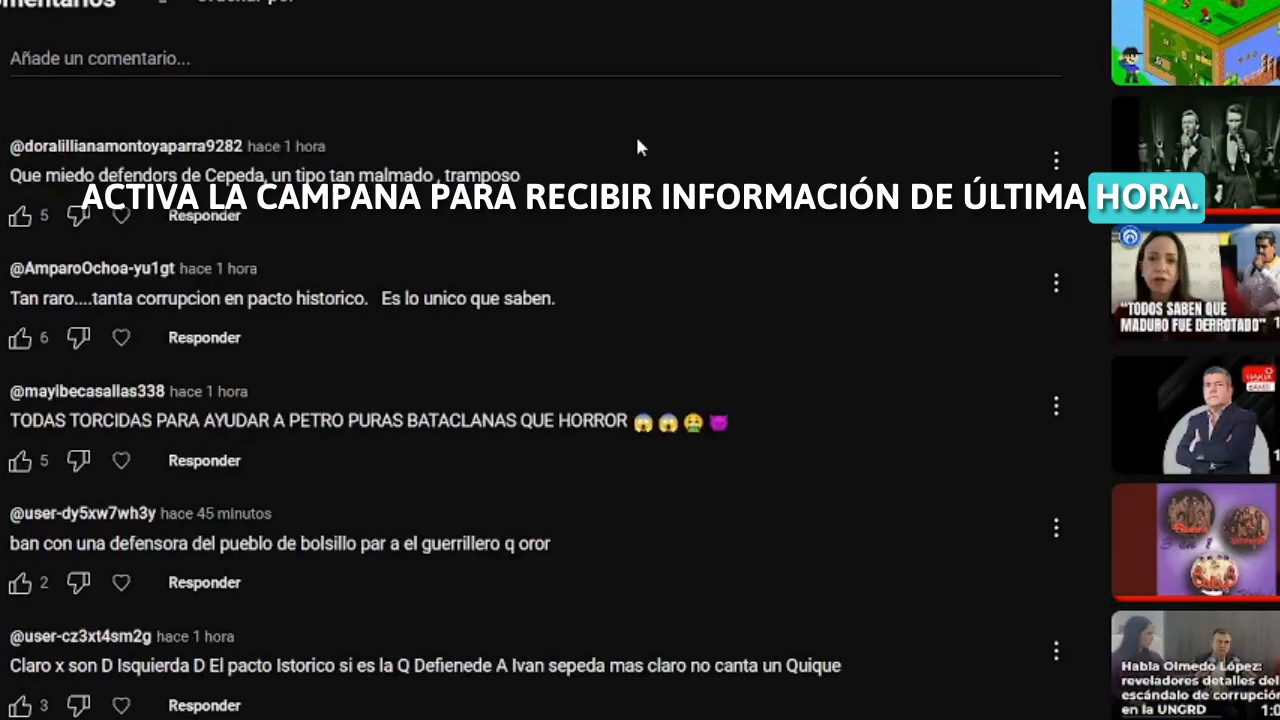 Añade un comentario...
@doralillianamontoyaparra9282 hace 1 hora
Que miedo defendors de Cepeda, un tipo tan malmado , tramposo
ACTIVA LA CAMPANA PARA RECIBIR INFORMACIÓN DE ÚLTIMA HORA.
5 Responder
@AmparoOchoa-yu1gt hace 1 hora
Tan raro....tanta corrupcion en pacto historico. Es lo unico que saben.
6 Responder
@mayibecasallas338 hace 1 hora
TODAS TORCIDAS PARA AYUDAR A PETRO PURAS BATACLANAS QUE HORROR 😱😱🤮😈
5 Responder
@user-dy5xw7wh3y hace 45 minutos
ban con una defensora del pueblo de bolsillo par a el guerrillero q oror
2 Responder
@user-cz3xt4sm2g hace 1 hora
Claro x son D Isquierda D El pacto Istorico si es la Q Defienede A Ivan sepeda mas claro no canta un Quique
3 Responder
"TODOS SABEN QUE
MADURO FUE DERROTADO"
Habla Olmedo López:
reveladores detalles del
escándalo de corrupción
en la UNGRD